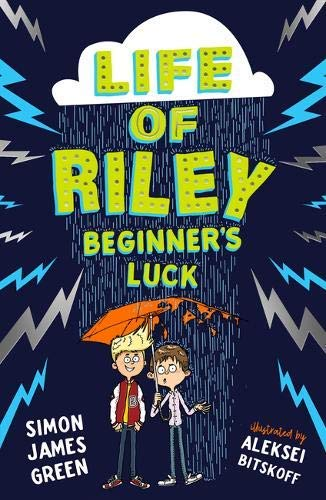 LIFE
OF
RILEY
BEGINNER'S
LUCK
SIMON
JAMES
GREEN
illustrated by
ALEKSEI
BITSKOFF